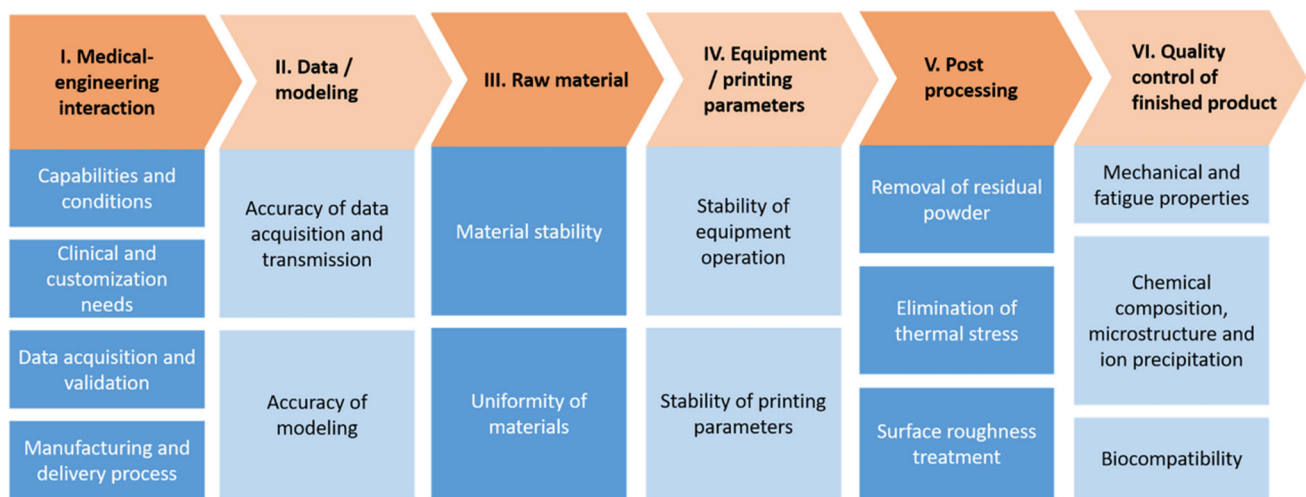 I. Medical-
engineering
interaction
II. Data /
modeling
III. Raw material
IV. Equipment
/ printing
parameters
V. Post
processing
VI. Quality
control of
finished product
Capabilities and
conditions
Clinical and
customization
needs
Data acquisition and
validation
Manufacturing and
delivery process
Accuracy of data
acquisition and
transmission
Accuracy of
modeling
Material stability
Uniformity of
materials
Stability of
equipment
operation
Stability of printing
parameters
Removal of residual
powder
Elimination of
thermal stress
Surface roughness
treatment
Mechanical and
fatigue properties
Chemical
composition,
microstructure and
ion precipitation
Biocompatibility